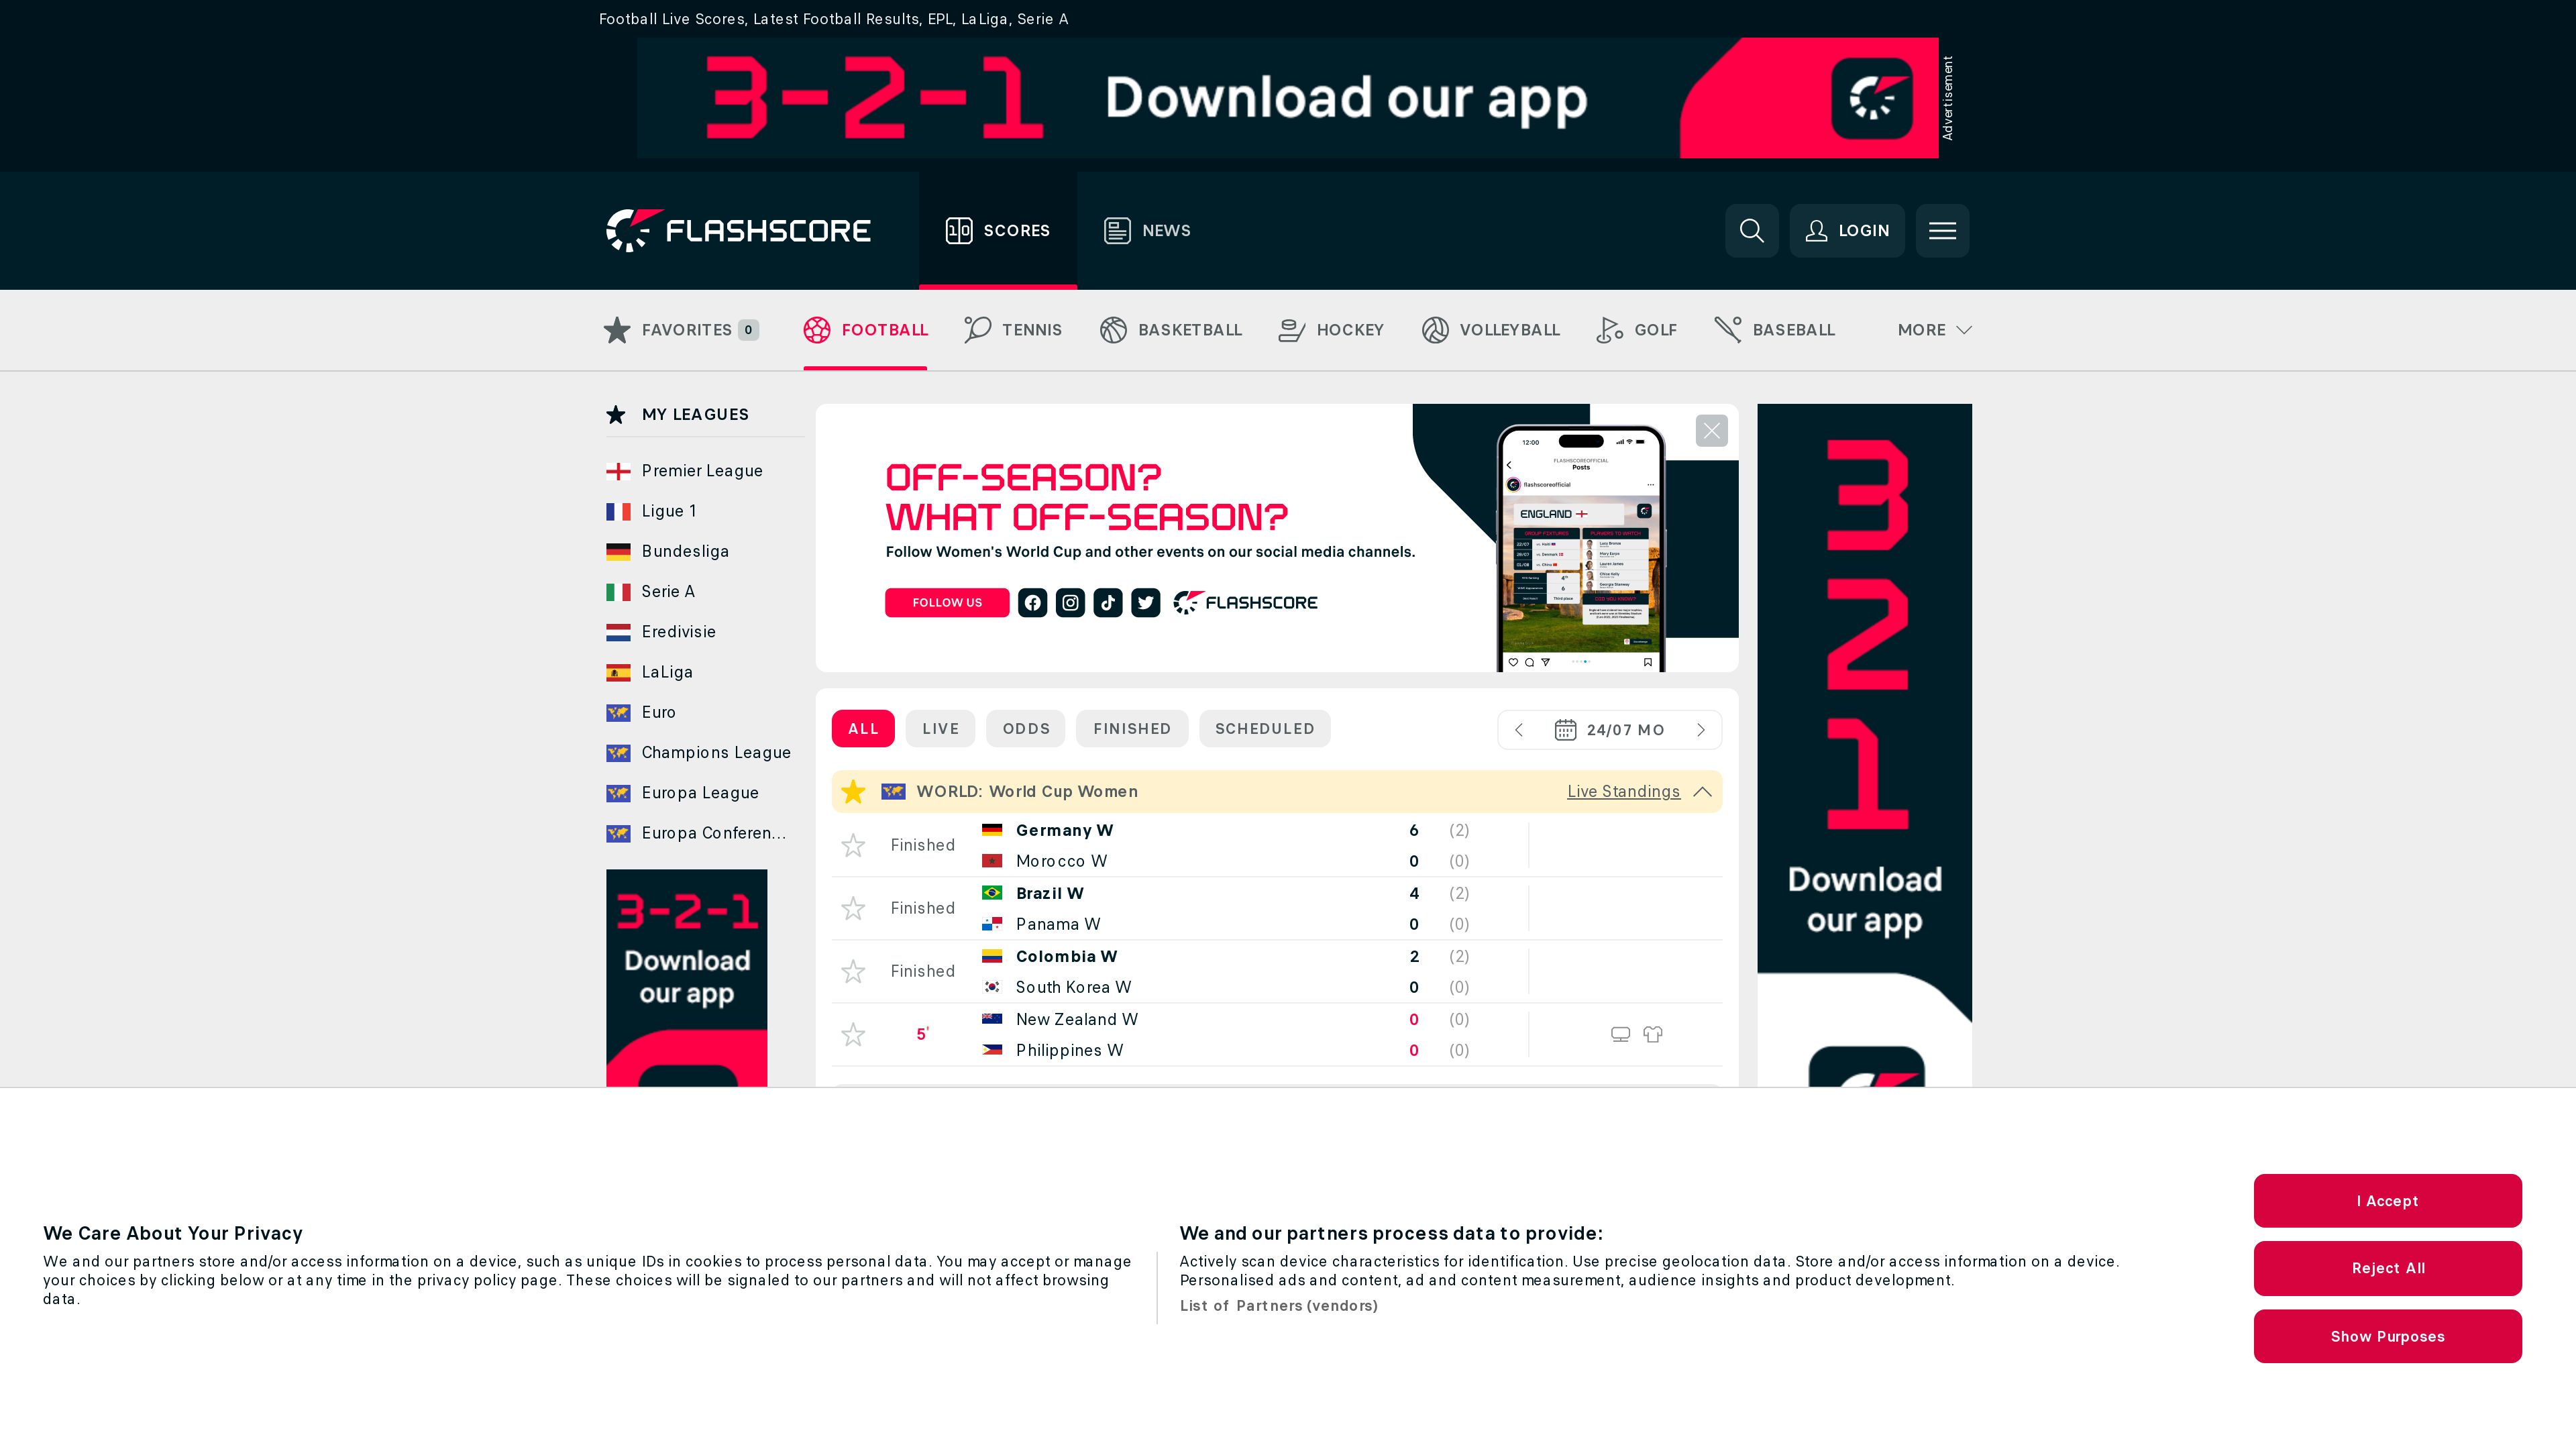 Football Live Scores, Latest Football Results, EPL, LaLiga, Serie A
3-2-1 Download our app
Advertisement
FLASHSCORE
SCORES
NEWS
LOGIN
FAVORITES 0
FOOTBALL
TENNIS
BASKETBALL
HOCKEY
VOLLEYBALL
GOLF
BASEBALL
MORE
MY LEAGUES
Premier League
Ligue 1
Bundesliga
Serie A
Eredivisie
LaLiga
Euro
Champions League
Europa League
Europa Conferen...
3-2-1
Download
our app
OFF-SEASON?
WHAT OFF-SEASON?
Follow Women's World Cup and other events on our social media channels.
FOLLOW US
FLASHSCORE
12:00
FLASHSCOREOFFICIAL
Posts
flashscoreofficial
ENGLAND
ALL
LIVE
ODDS
FINISHED
SCHEDULED
24/07 MO
WORLD: World Cup Women
Live Standings
Finished
Germany W 6 (2)
Morocco W 0 (0)
Finished
Brazil W 4 (2)
Panama W 0 (0)
Finished
Colombia W 2 (2)
South Korea W 0 (0)
5'
New Zealand W 0 (0)
Philippines W 0 (0)
3
2
1
Download
our app
We Care About Your Privacy
We and our partners store and/or access information on a device, such as unique IDs in cookies to process personal data. You may accept or manage
your choices by clicking below or at any time in the privacy policy page. These choices will be signaled to our partners and will not affect browsing
data.
We and our partners process data to provide:
Actively scan device characteristics for identification. Use precise geolocation data. Store and/or access information on a device.
Personalised ads and content, ad and content measurement, audience insights and product development.
List of Partners (vendors)
I Accept
Reject All
Show Purposes